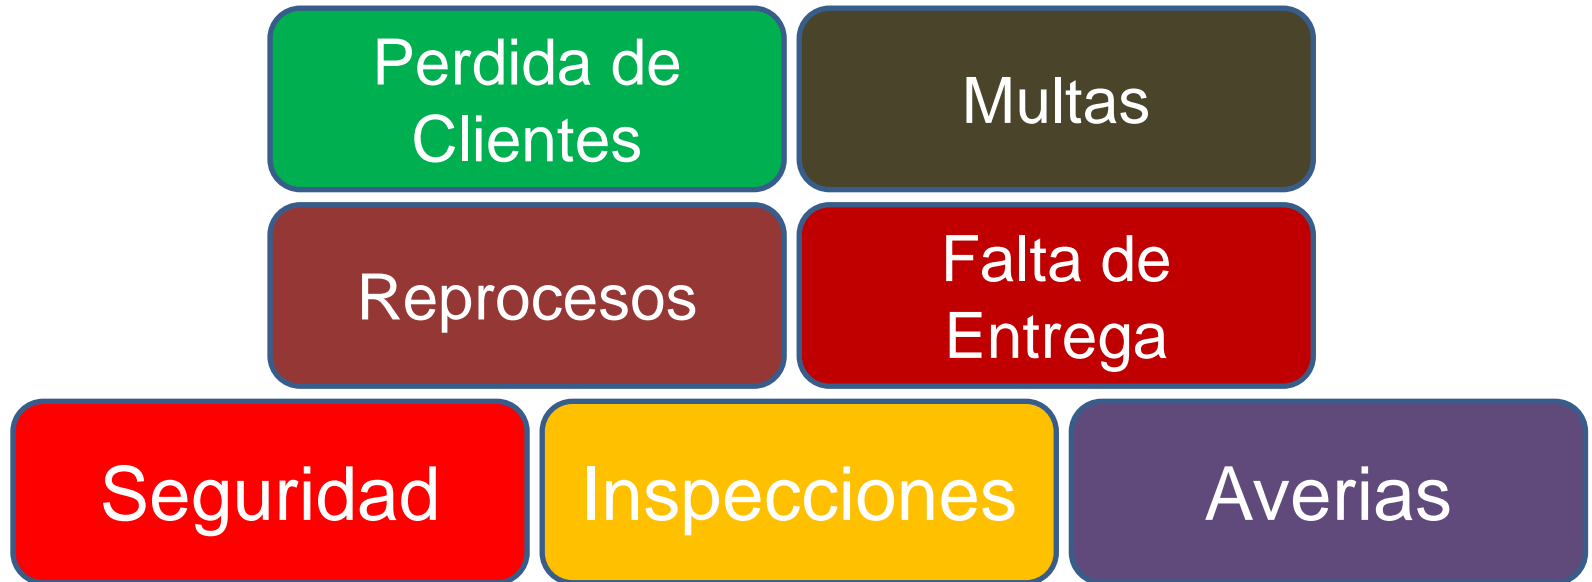 Perdida de
Clientes
Multas
Reprocesos
Falta de
Entrega
Seguridad
Inspecciones
Averias